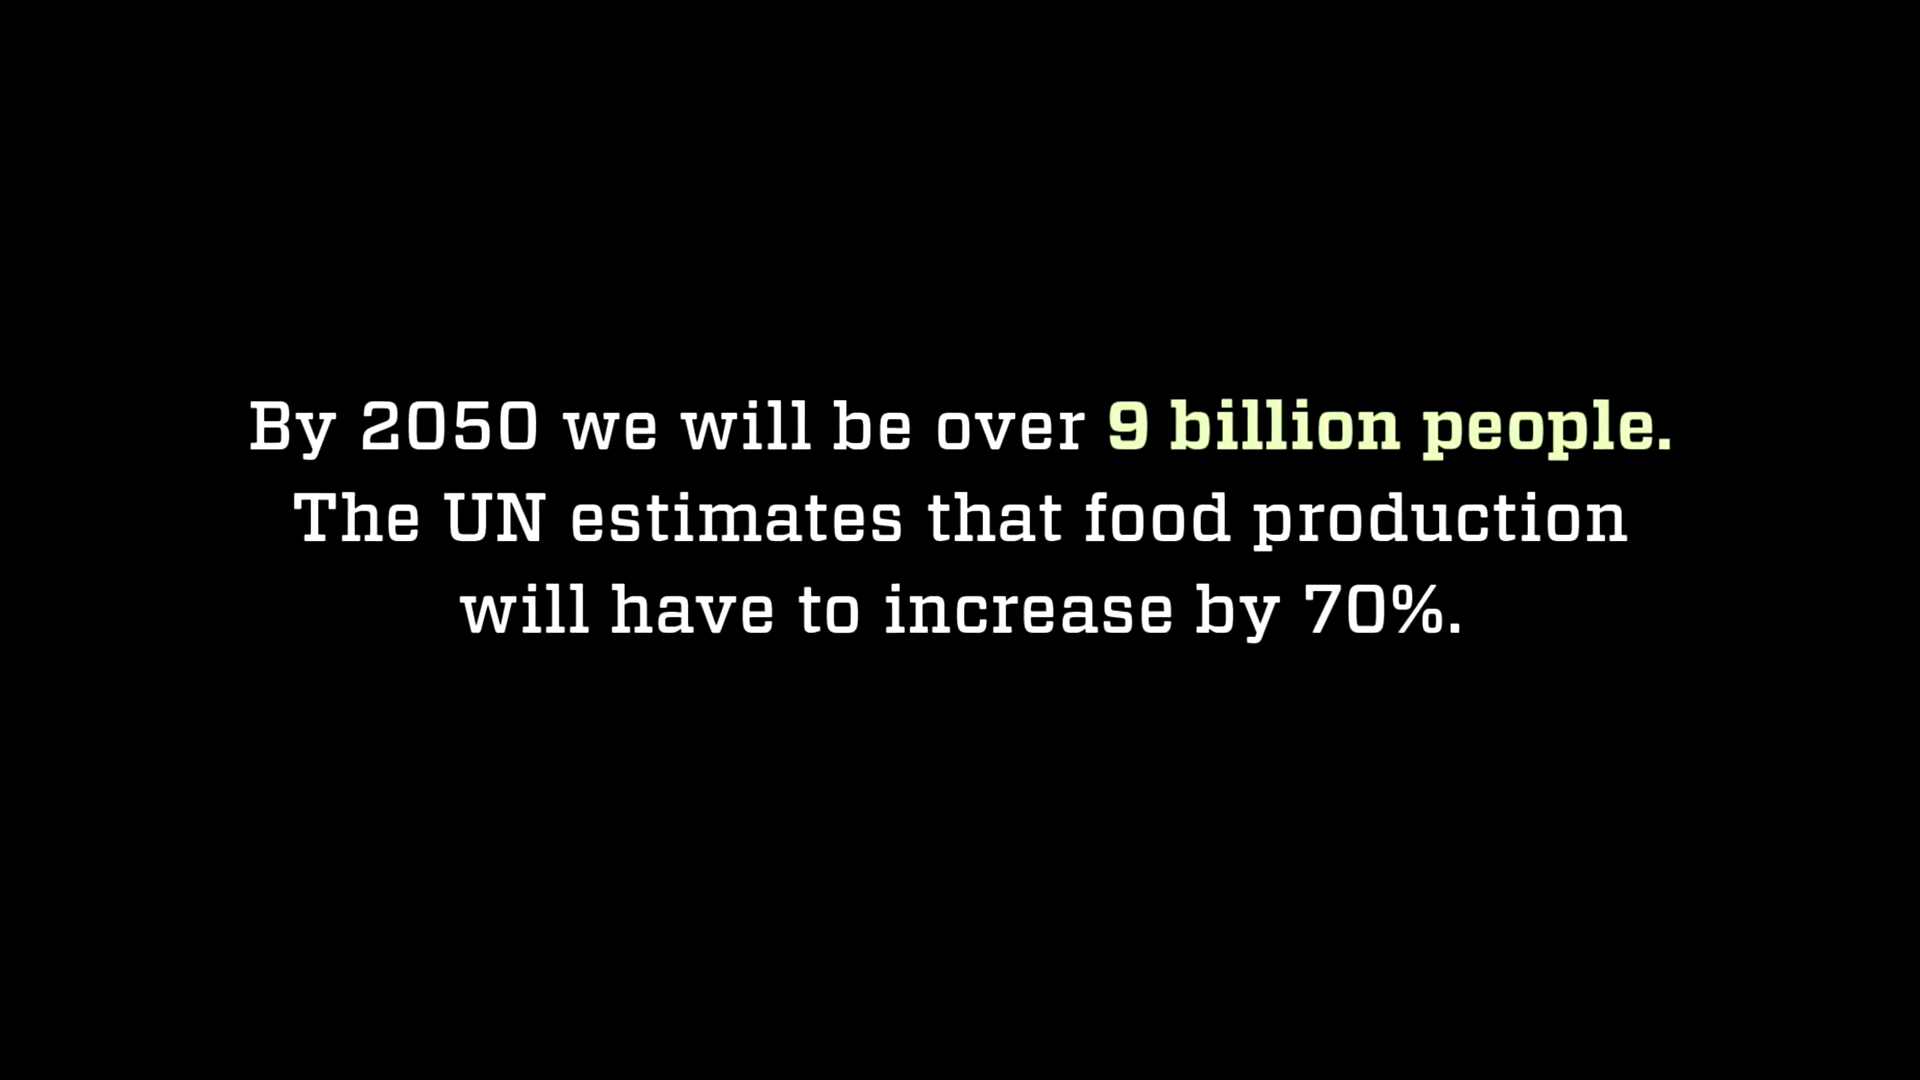 By 2050 we will be over 9 billion people.
The UN estimates that food production
will have to increase by 70%.